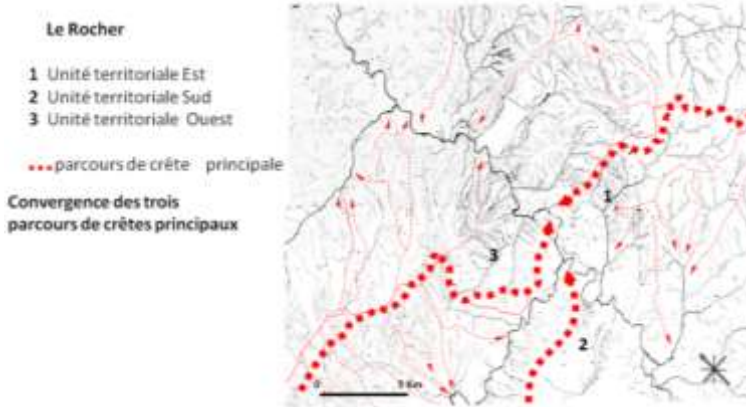 Le Rocher
1 Unité territoriale Est
2 Unité territoriale Sud
3 Unité territoriale Ouest
parcours de crête principale
Convergence des trois
parcours de crêtes principaux
1
3
2
0 5 Km